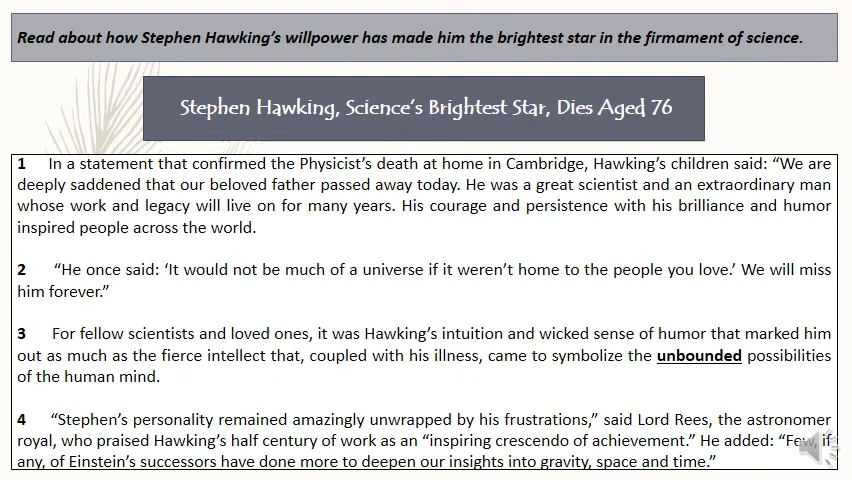 Read about how Stephen Hawking's willpower has made him the brightest star in the firmament of science.
Stephen Hawking, Science's Brightest Star, Dies Aged 76
1 In a statement that confirmed the Physicist's death at home in Cambridge, Hawking's children said: "We are
deeply saddened that our beloved father passed away today. He was a great scientist and an extraordinary man
whose work and legacy will live on for many years. His courage and persistence with his brilliance and humor
inspired people across the world.
2 "He once said: 'It would not be much of a universe if it weren't home to the people you love.' We will miss
him forever."
3 For fellow scientists and loved ones, it was Hawking's intuition and wicked sense of humor that marked him
out as much as the fierce intellect that, coupled with his illness, came to symbolize the unbounded possibilities
of the human mind.
4 "Stephen's personality remained amazingly unwrapped by his frustrations," said Lord Rees, the astronomer
royal, who praised Hawking's half century of work as an "inspiring crescendo of achievement." He added: "Few, if
any, of Einstein's successors have done more to deepen our insights into gravity, space and time."